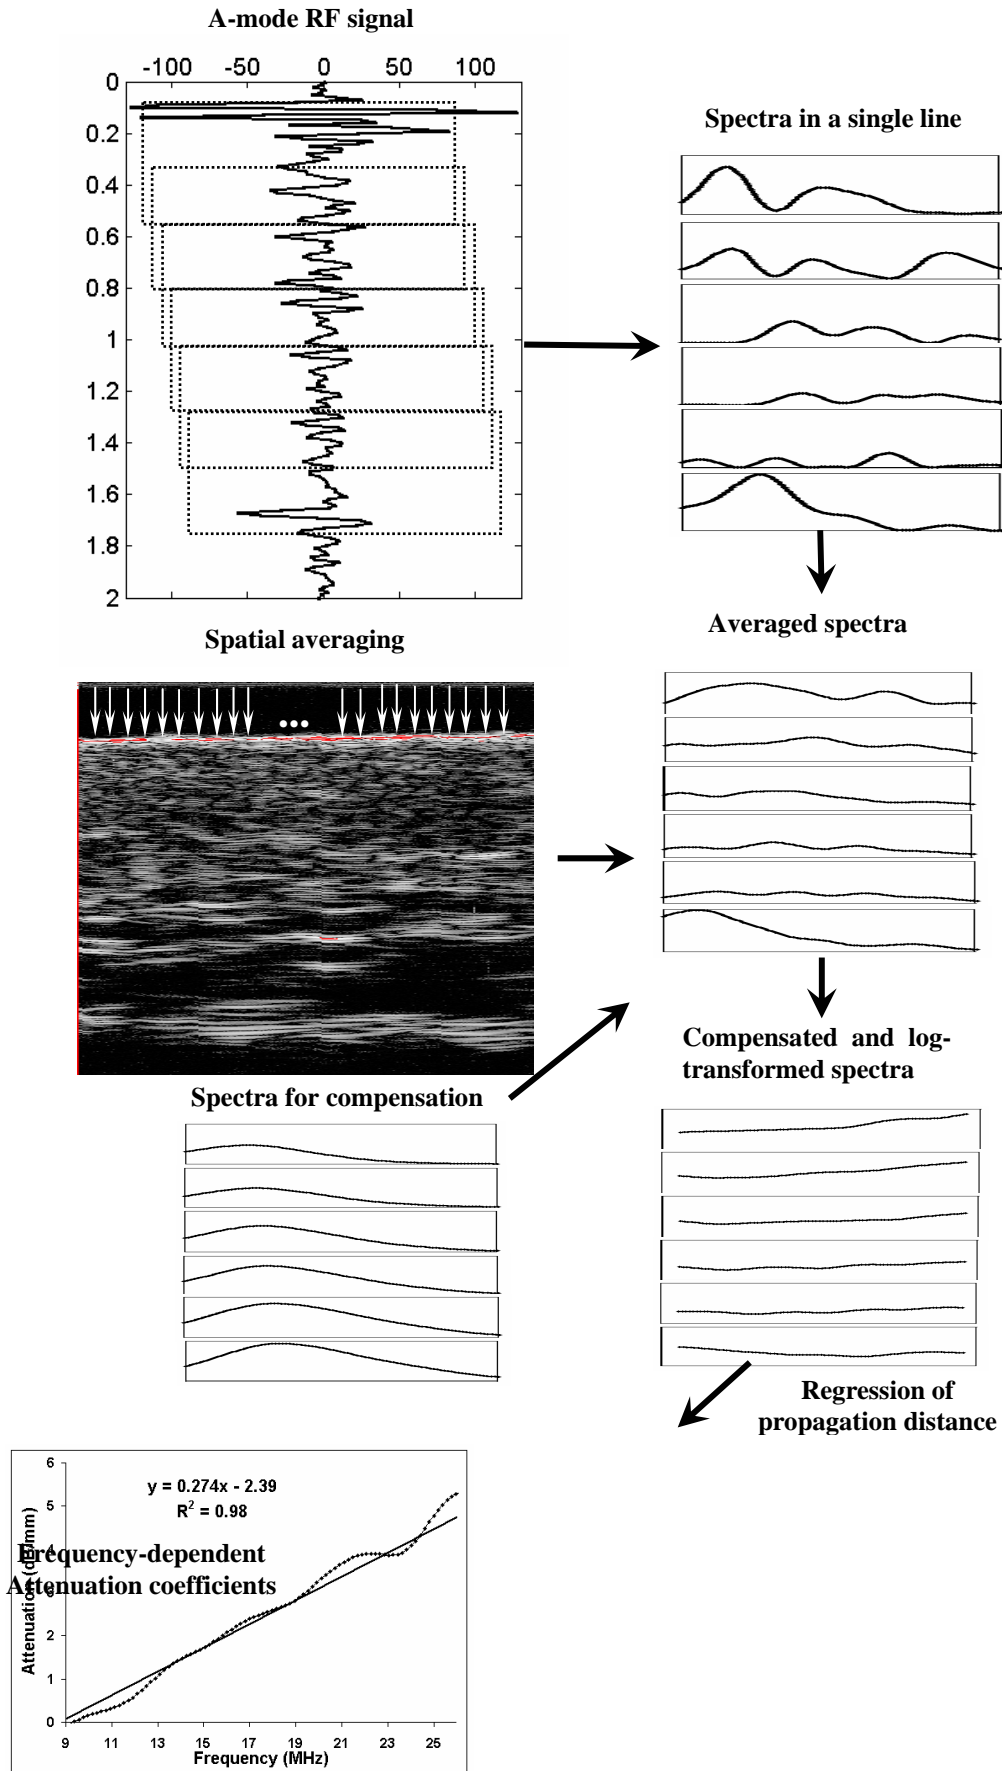 A-mode RF signal
-100 -50 0 50 100
0
0.2
0.4
0.6
0.8
1
1.2
1.4
1.6
1.8
2
Spectra in a single line
Spatial averaging
Averaged spectra
Compensated and log-
transformed spectra
Spectra for compensation
Regression of
propagation distance
6
5
4
3
2
1
0
Attenuation (dB/mm)
y = 0.274x - 2.39
R² = 0.98
Frequency-dependent
Attenuation coefficients
9 11 13 15 17 19 21 23 25
Frequency (MHz)